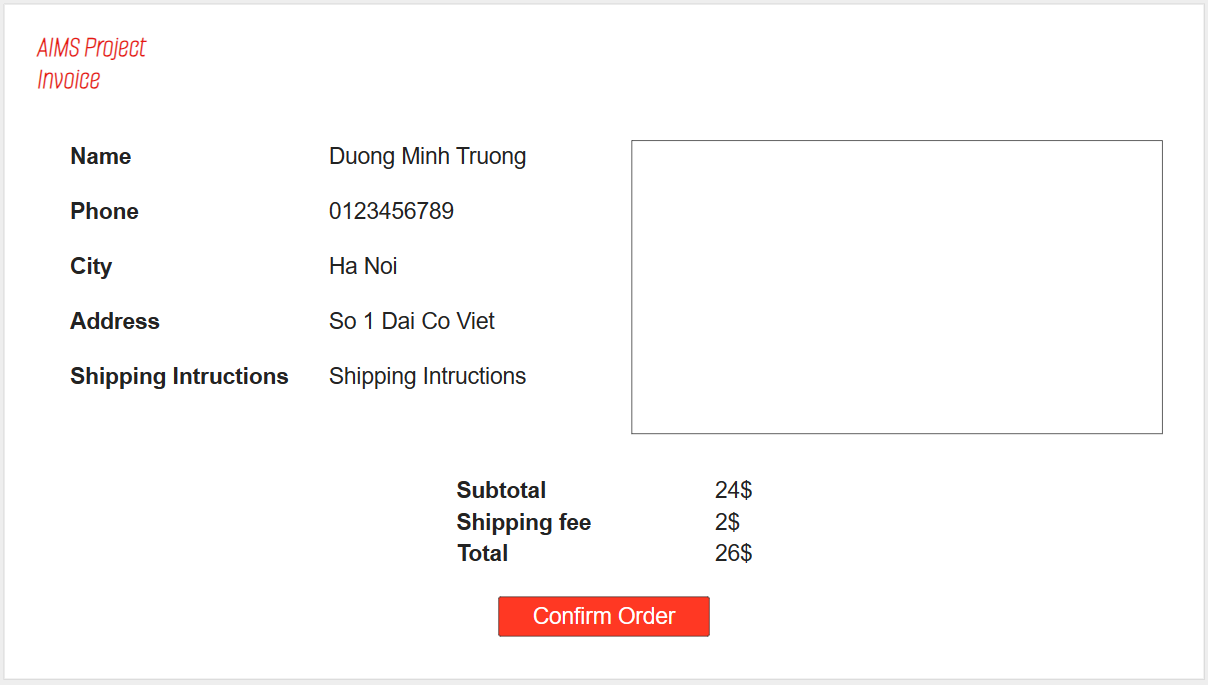 AIMS Project
Invoice
Name Duong Minh Truong
Phone 0123456789
City Ha Noi
Address So 1 Dai Co Viet
Shipping Intructions Shipping Intructions
Subtotal 24$
Shipping fee 2$
Total 26$
Confirm Order